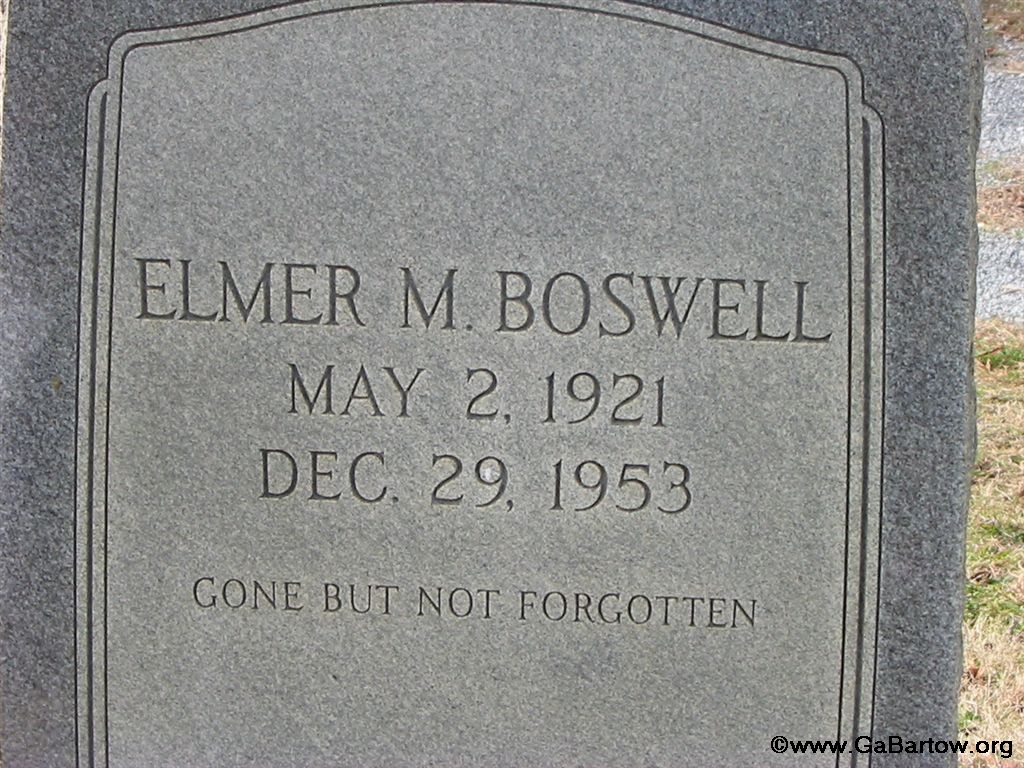 ELMER M. BOSWELL
MAY 2, 1921
DEC. 29, 1953
GONE BUT NOT FORGOTTEN
©www.GaBartow.org